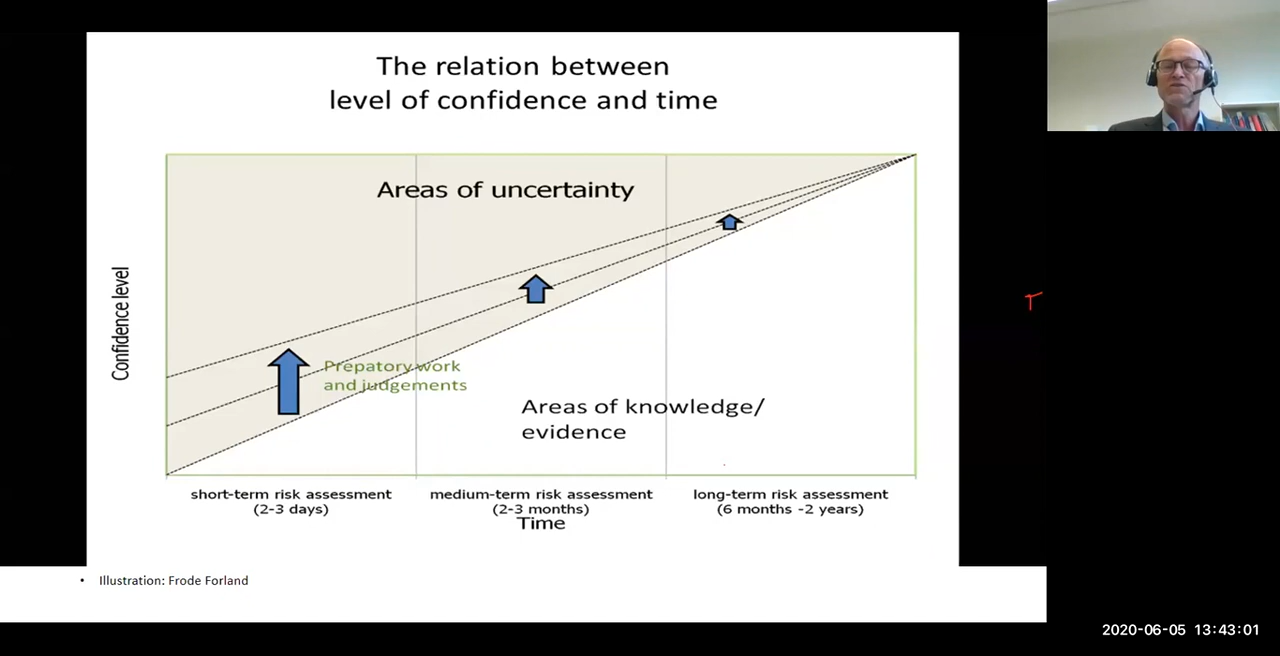 The relation between
level of confidence and time
Areas of uncertainty
Confidence level
Prepatory work
and judgements
Areas of knowledge/
evidence
short-term risk assessment
(2-3 days)
medium-term risk assessment
(2-3 months)
long-term risk assessment
(6 months -2 years)
Time
• Illustration: Frode Forland
2020-06-05 13:43:01